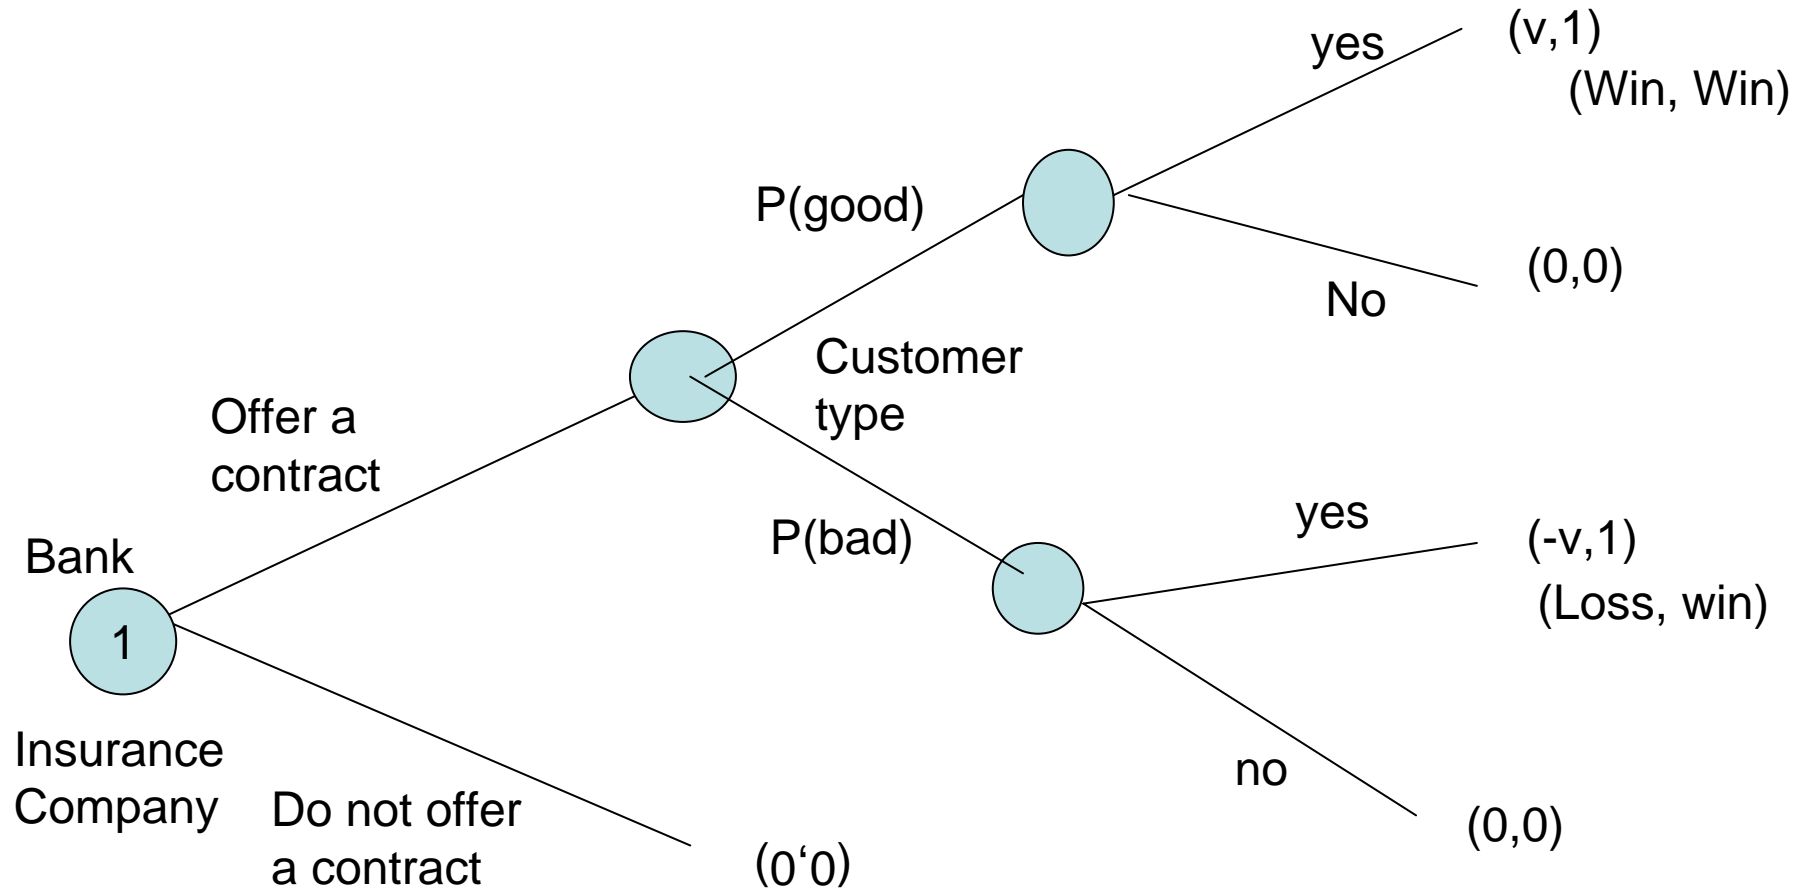 yes
(v,1)
(Win, Win)
P(good)
(0,0)
No
Customer
type
Offer a
contract
yes
(-v,1)
P(bad)
Bank
(Loss, win)
1
Insurance
Company
no
Do not offer
a contract
(0‘0)
(0,0)